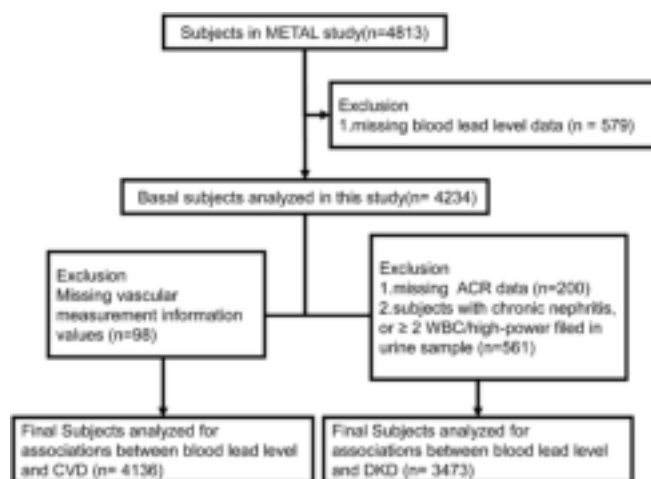 Subjects in METAL study(n=4813)
Exclusion
1.missing blood lead level data (n = 579)
Basal subjects analyzed in this study(n= 4234)
Exclusion
Missing vascular
measurement information
values (n=98)
Exclusion
1.missing ACR data (n=200)
2.subjects with chronic nephritis,
or ≥ 2 WBC/high-power filed in
urine sample (n=561)
Final Subjects analyzed for
associations between blood lead level
and CVD (n= 4136)
Final Subjects analyzed for
associations between blood lead level
and DKD (n= 3473)